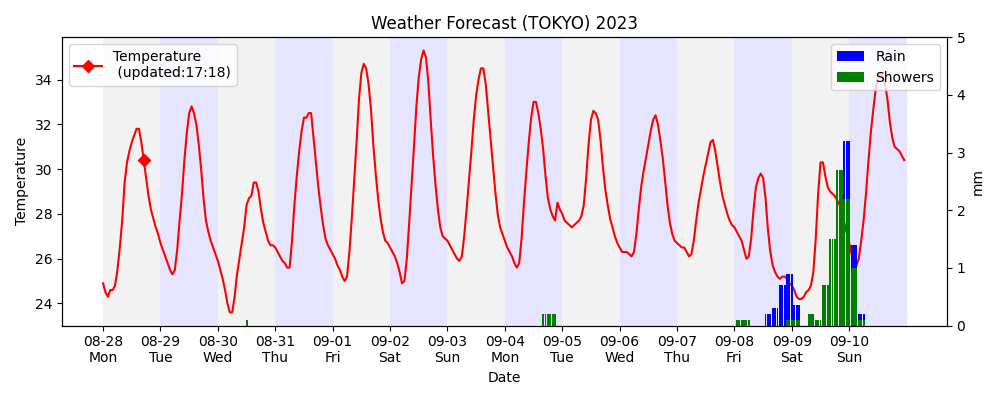 Weather Forecast (TOKYO) 2023
Temperature
(updated:17:18)
Rain
Showers
Temperature
34
32
30
28
26
24
5
4
3
2
1
0
mm
08-28 08-29 08-30 08-31 09-01 09-02 09-03 09-04 09-05 09-06 09-07 09-08 09-09 09-10
Mon Tue Wed Thu Fri Sat Sun Mon Tue Wed Thu Fri Sat Sun
Date